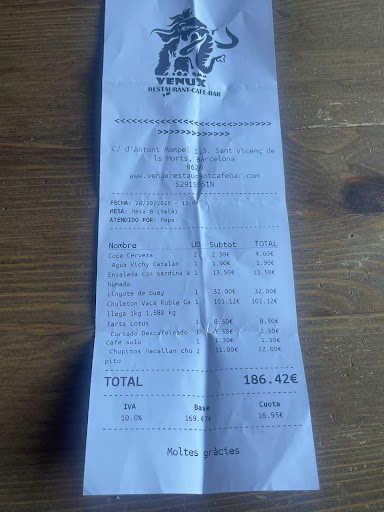 VENUX
RESTAURANT-CAFE-BAR
<<<<<<<<<<<<<<<<<<<<<<<>>>>>>>
>>>>>>>>>>>>>
C/ d'Antoni Mampel 1,3. Sant Vicenç de
ls Horts, Barcelona
www.venuxrestaurantcafebar.com
FECHA: 26/10/2025 -
MESA: Mesa 8 (Sala)
ATENDIDO POR: Pepa
Nombre UD Subtot TOTAL
Copa Cerveza 2 2.30€ 4.60€
Agua Vichy Catalán 1 1.90€ 1.90€
Ensalada con sardina a 1 13.50€ 13.50€
humada
Lingote de buey 1 32.00€ 32.00€
Chuleton Vaca Rubia Ga 1 101.12€ 101.12€
llega 1kg 1.580 kg
Tarta Lotus 1 8.50€ 8.50€
Cortado Descafeinado 1 1.50€ 1.50€
Café solo 1 1.30€ 1.30€
Chupitos Macallan chu 2 11.00€ 22.00€
pito
TOTAL 186.42€
IVA Base Cuota
10.0% 169.47€ 16.95€
Moltes gràcies